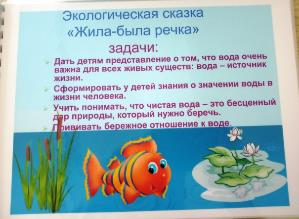 Экологическая сказка
«Жила-была речка»
задачи:
Дать детям представление о том, что вода очень
важна для всех живых существ: вода – источник
жизни.
Сформировать у детей знания о значении воды в
жизни человека.
Учить понимать, что чистая вода – это бесценный
дар природы, который нужно беречь.
Прививать бережное отношение к воде.